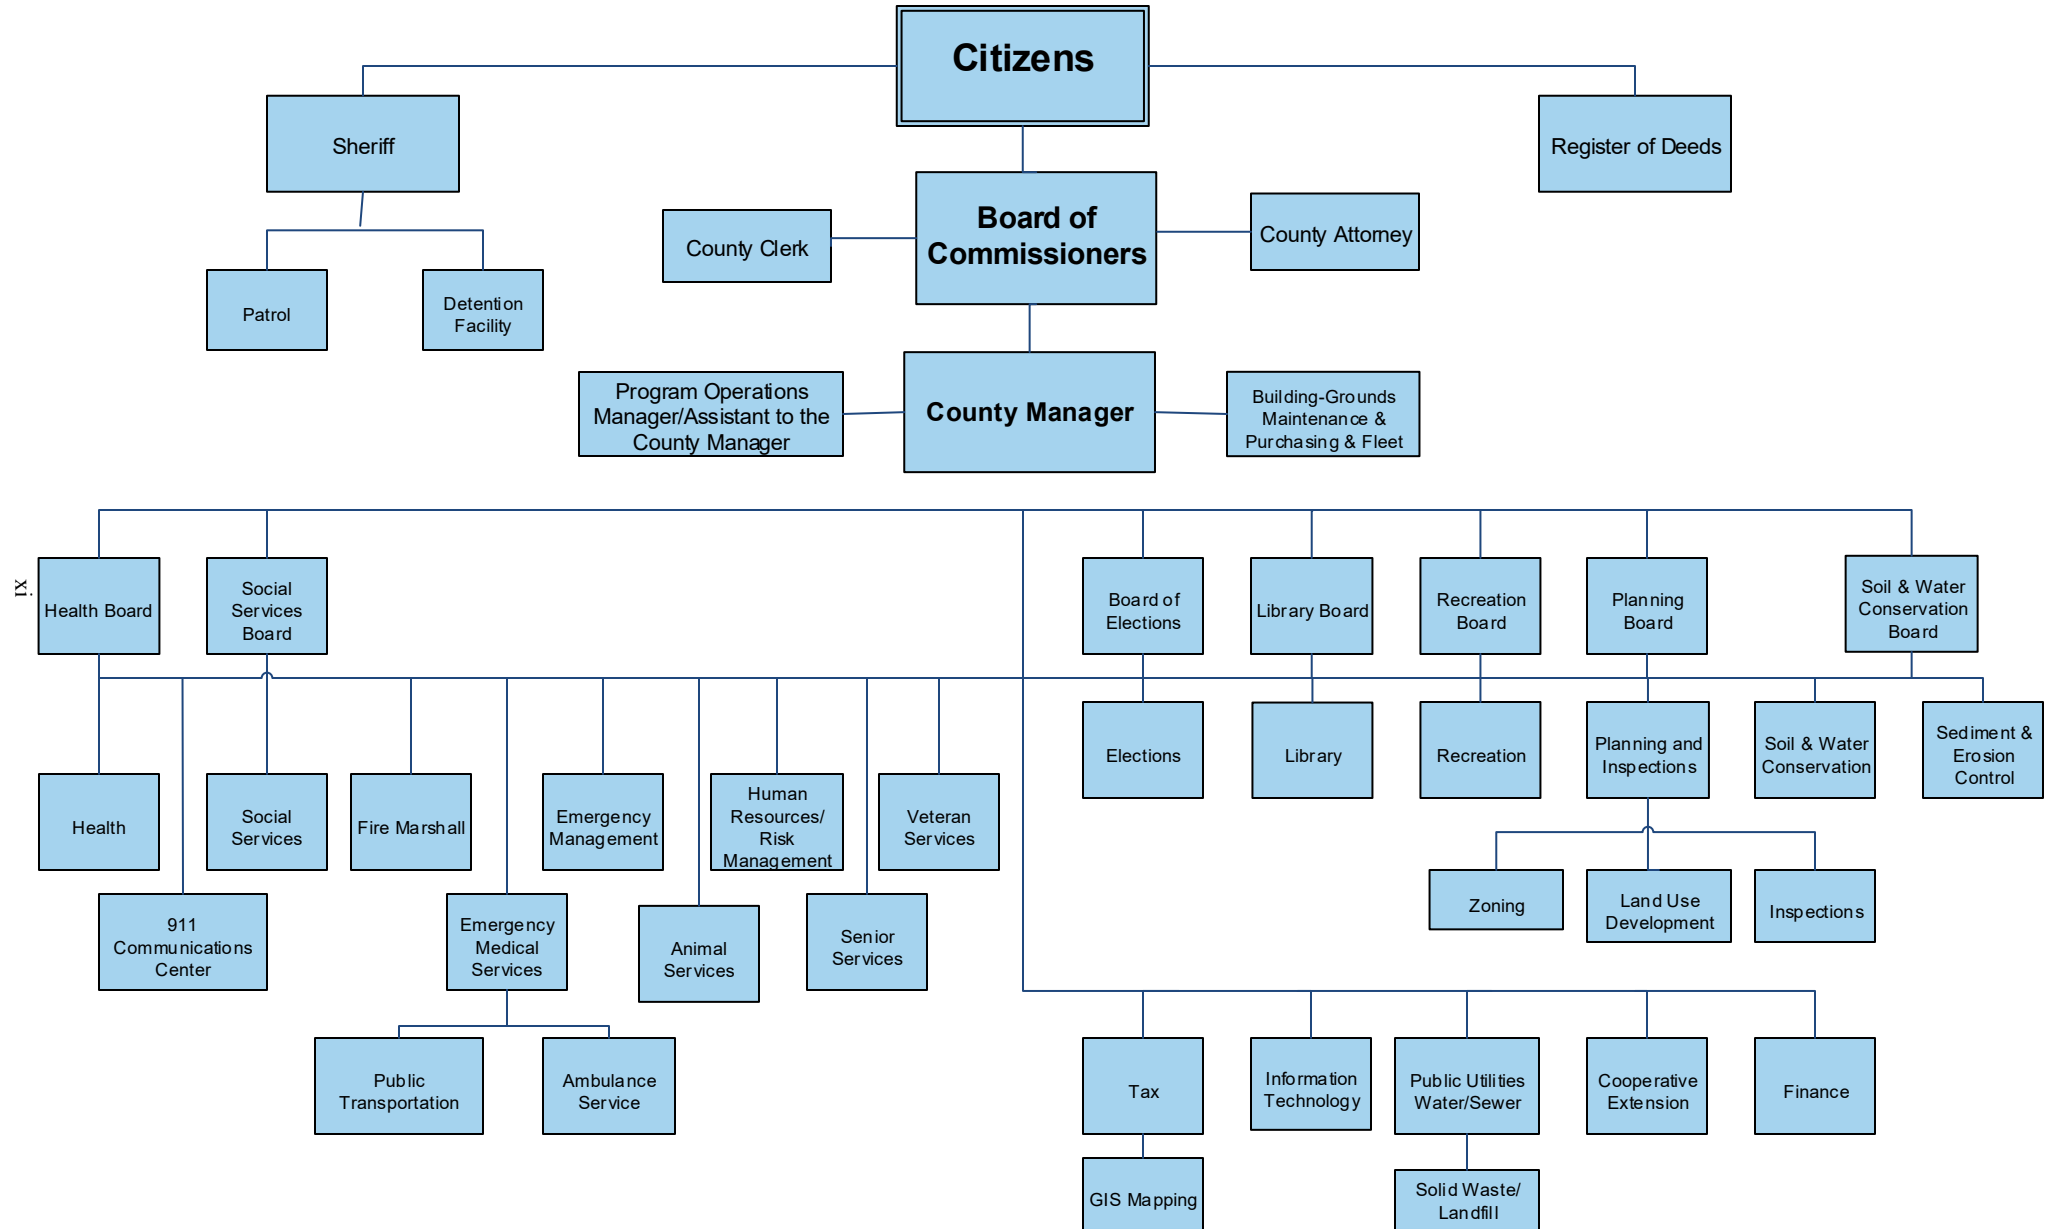 Citizens
Sheriff
Register of Deeds
Board of
Commissioners
County Clerk
County Attorney
Patrol
Detention
Facility
Program Operations
Manager/Assistant to the
County Manager
County Manager
Building-Grounds
Maintenance &
Purchasing & Fleet
xi
Health Board
Social
Services
Board
Board of
Elections
Library Board
Recreation
Board
Planning
Board
Soil & Water
Conservation
Board
Elections
Library
Recreation
Planning and
Inspections
Soil & Water
Conservation
Sediment &
Erosion
Control
Health
Social
Services
Fire Marshall
Emergency
Management
Human
Resources/
Risk
Management
Veteran
Services
911
Communications
Center
Emergency
Medical
Services
Animal
Services
Senior
Services
Zoning
Land Use
Development
Inspections
Public
Transportation
Ambulance
Service
Tax
Information
Technology
Public Utilities
Water/Sewer
Cooperative
Extension
Finance
GIS Mapping
Solid Waste/
Landfill